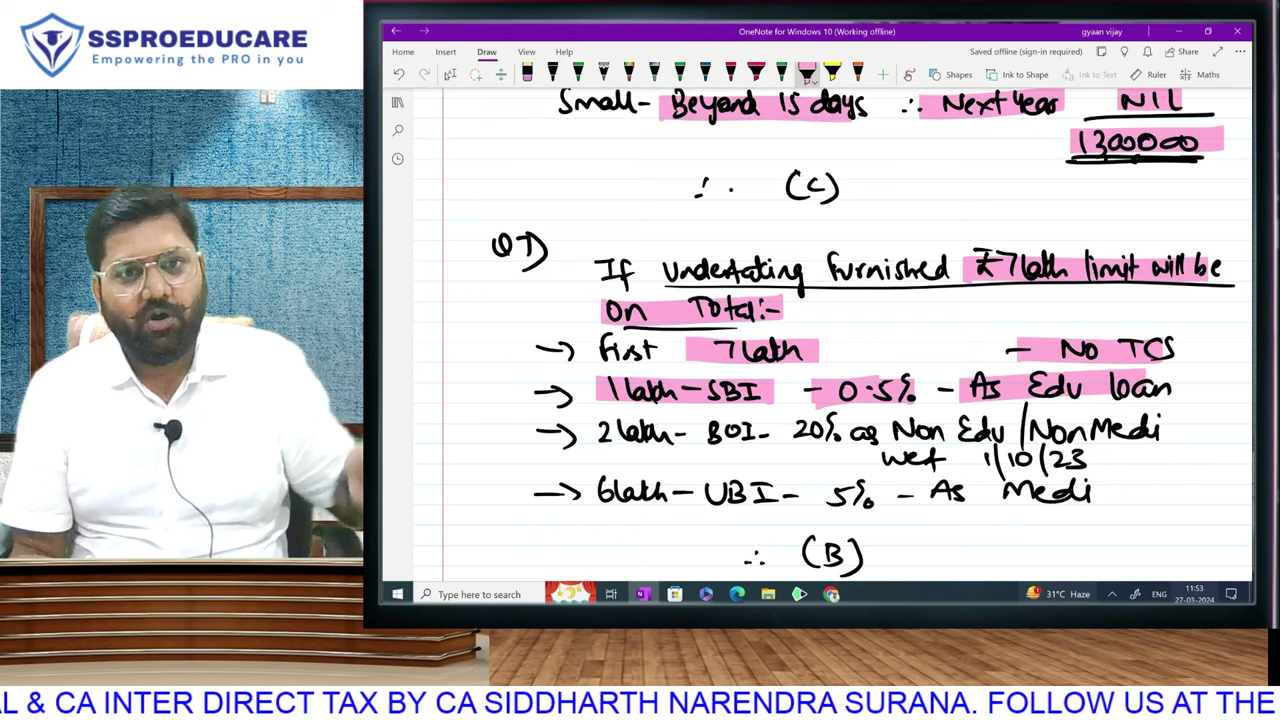 SSPROEDUCARE
Empowering the PRO in you
OneNote for Windows 10 (Working offline)
gyaan vijay
Home Insert Draw View Help
Saved offline (sign-in required)
Share
Shapes Ink to Shape Ink to Text Ruler Maths
Small- Beyond 15 days ∴ Next Year NIL
1300000
∴ (C)
Q7)
If undertaking furnished ₹7lakh limit will be
on Total:-
→ first 7lakh - No TCS
→ 1lakh-SBI - 0.5% - As Edu loan
→ 2lakh- BOI- 20% as Non Edu/NonMedi
wef 1/10/23
→ 6lakh-UBI- 5% - As Medi
∴ (B)
Type here to search
31°C Haze
ENG
11:53
27-03-2024
AL & CA INTER DIRECT TAX BY CA SIDDHARTH NARENDRA SURANA. FOLLOW US AT THE